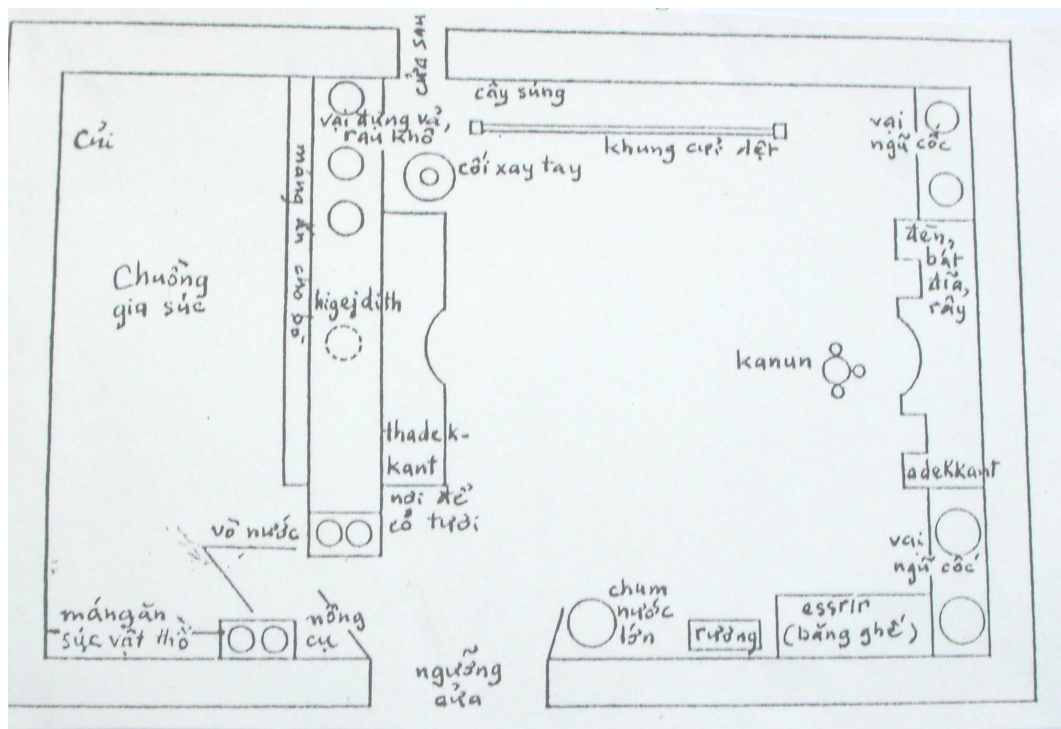 cửa sau
cây súng
Củi
vại đựng vả,
rau khô
khung cửi dệt
vại
ngũ cốc
cối xay tay
máng ăn cho bò
đèn,
bát
đĩa,
rây
Chuồng
gia súc
higejdith
kanun
thadek-
kant
adekkant
nơi để
cỏ tươi
vò nước
vại
ngũ cốc
máng ăn
súc vật thồ
nông
cụ
chum
nước
lớn
rương
essrir
(băng ghế)
ngưỡng
cửa